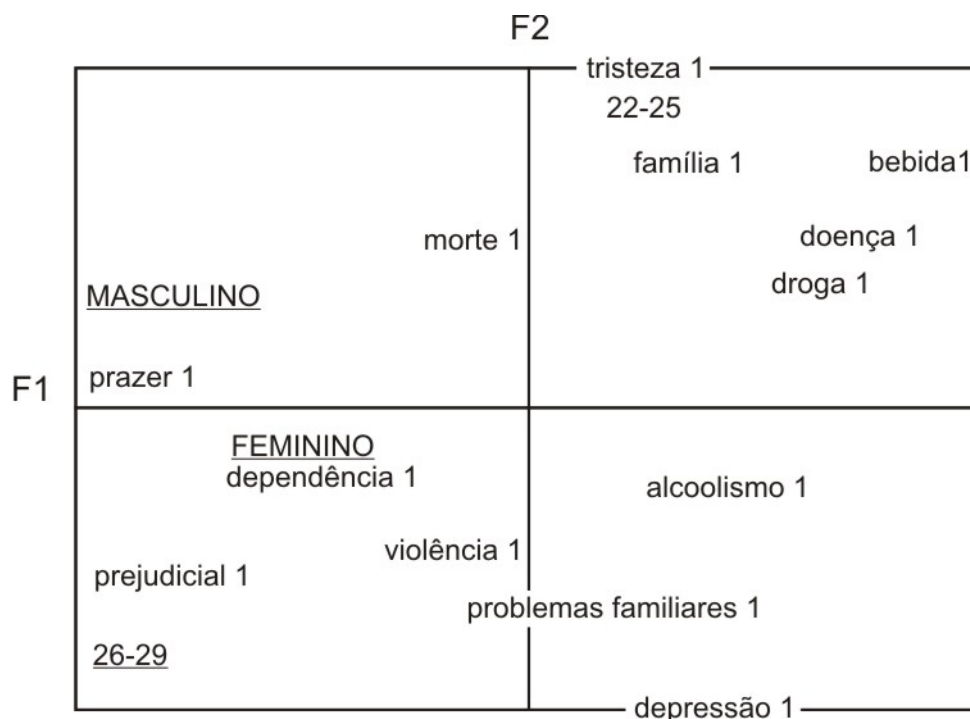 F2
tristeza 1
22-25
família 1
bebida1
morte 1
doença 1
droga 1
MASCULINO
prazer 1
F1
FEMININO
dependência 1
alcoolismo 1
violência 1
prejudicial 1
problemas familiares 1
26-29
depressão 1